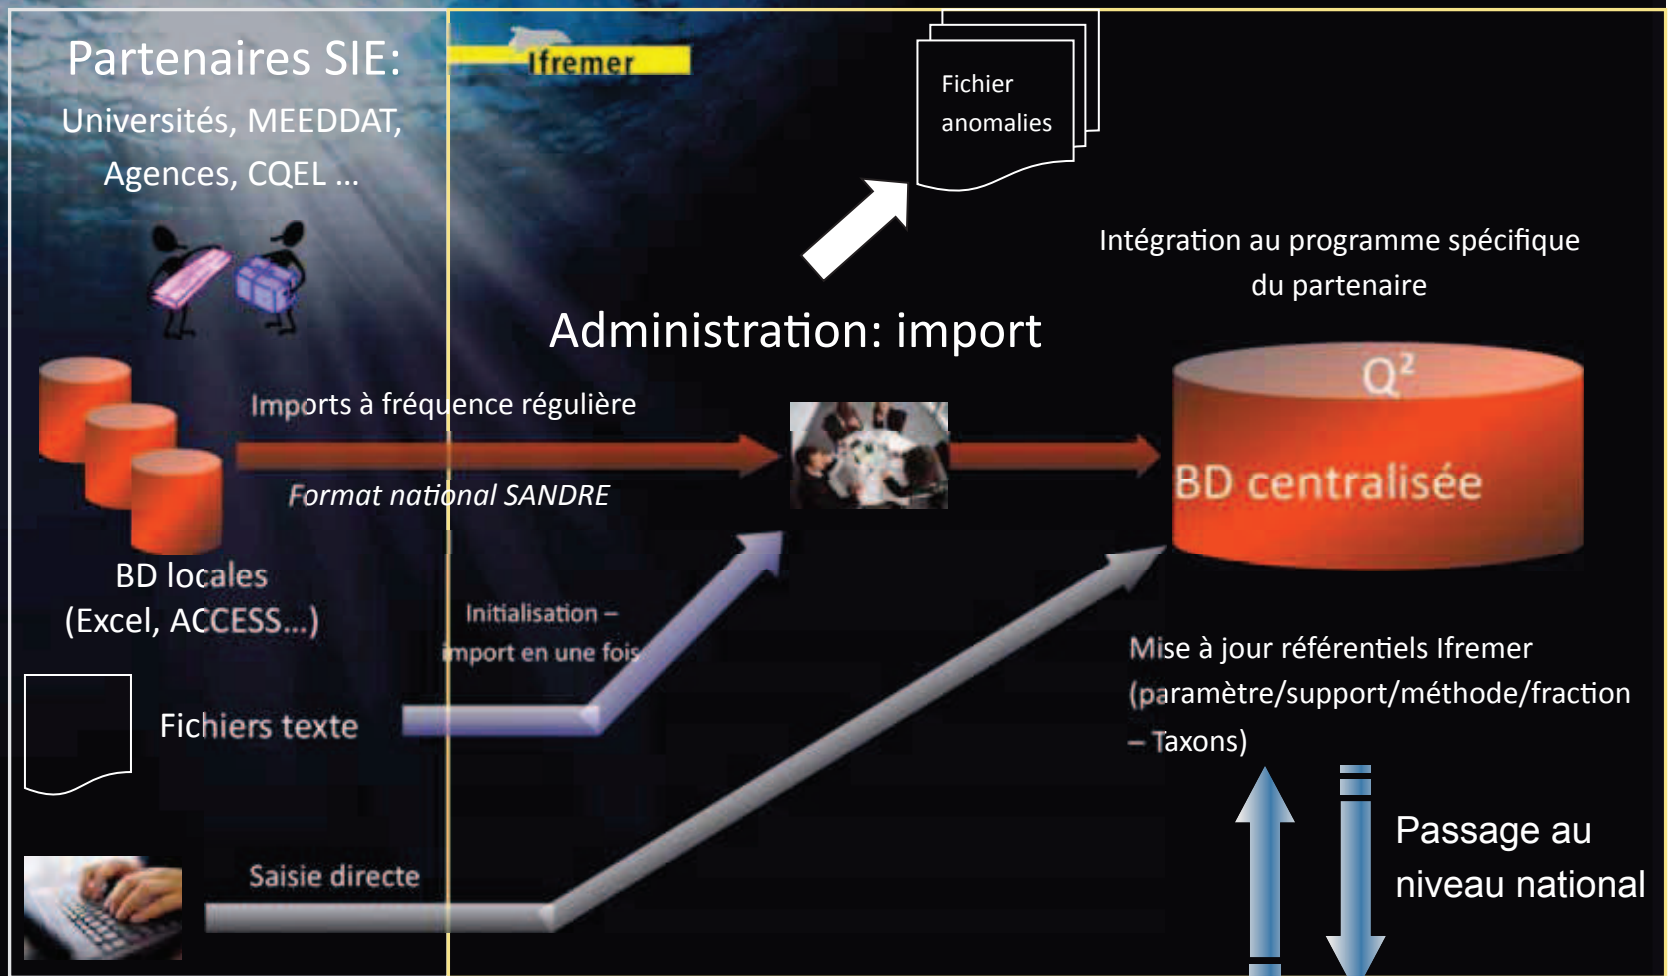 Partenaires SIE:
Universités, MEEDDAT,
Agences, CQEL ...
Ifremer
Fichier
anomalies
Intégration au programme spécifique
du partenaire
Administration: import
Q²
BD centralisée
Imports à fréquence régulière
Format national SANDRE
BD locales
(Excel, ACCESS...)
Initialisation –
import en une fois
Fichiers texte
Mise à jour référentiels Ifremer
(paramètre/support/méthode/fraction
– Taxons)
Saisie directe
Passage au
niveau national